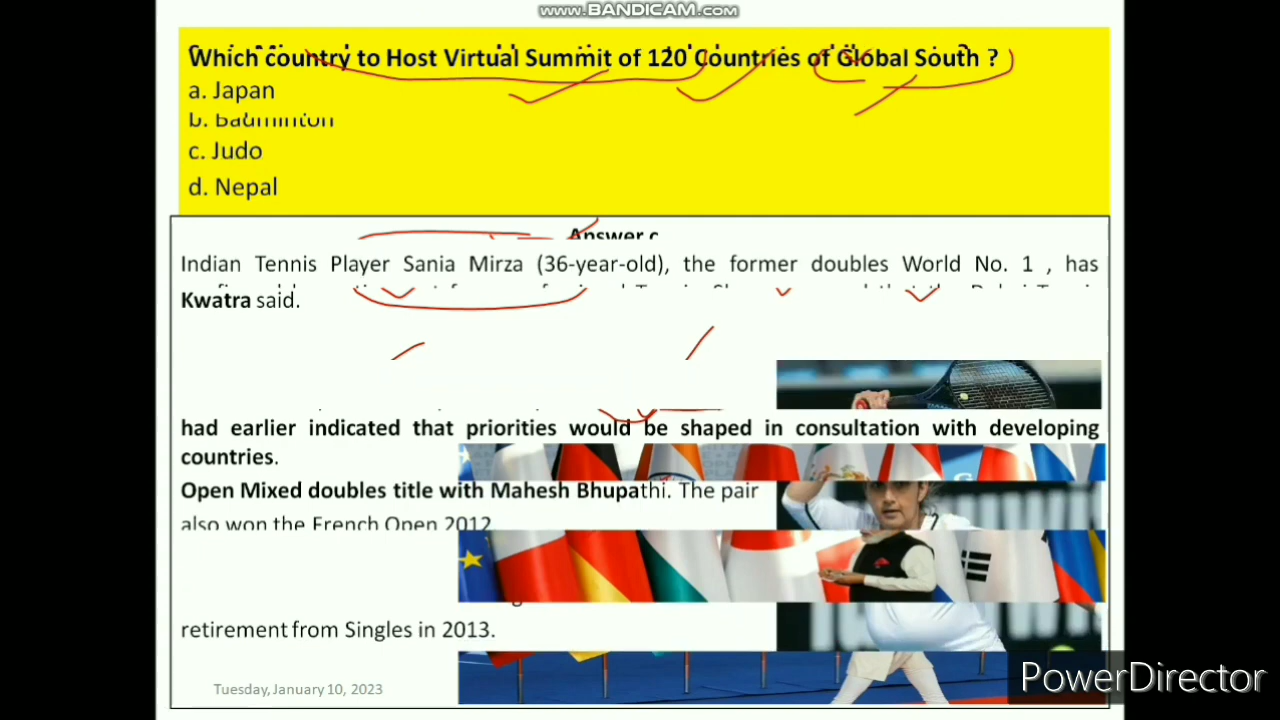 www.BANDICAM.com
Which country to Host Virtual Summit of 120 Countries of Global South ?
a. Japan
b. Badminton
c. Judo
d. Nepal
Answer c
Indian Tennis Player Sania Mirza (36-year-old), the former doubles World No. 1 , has
Kwatra said.
had earlier indicated that priorities would be shaped in consultation with developing
countries.
Open Mixed doubles title with Mahesh Bhupathi. The pair
also won the French Open 2012
retirement from Singles in 2013.
Tuesday, January 10, 2023
PowerDirector